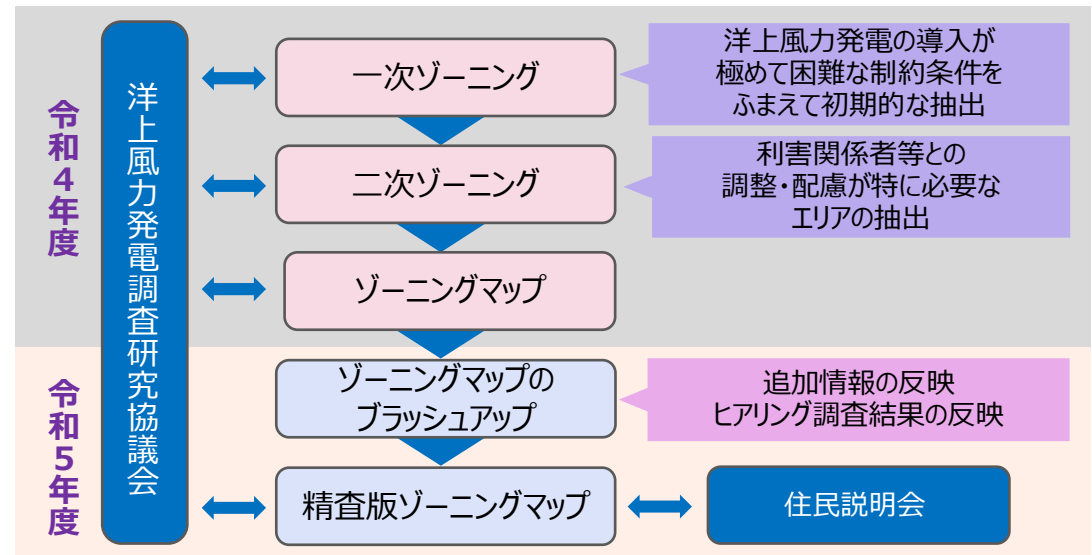 令和４年度
洋上風力発電調査研究協議会
一次ゾーニング
洋上風力発電の導入が
極めて困難な制約条件を
ふまえて初期的な抽出
二次ゾーニング
利害関係者等との
調整・配慮が特に必要な
エリアの抽出
ゾーニングマップ
令和５年度
ゾーニングマップの
ブラッシュアップ
追加情報の反映
ヒアリング調査結果の反映
精査版ゾーニングマップ
住民説明会